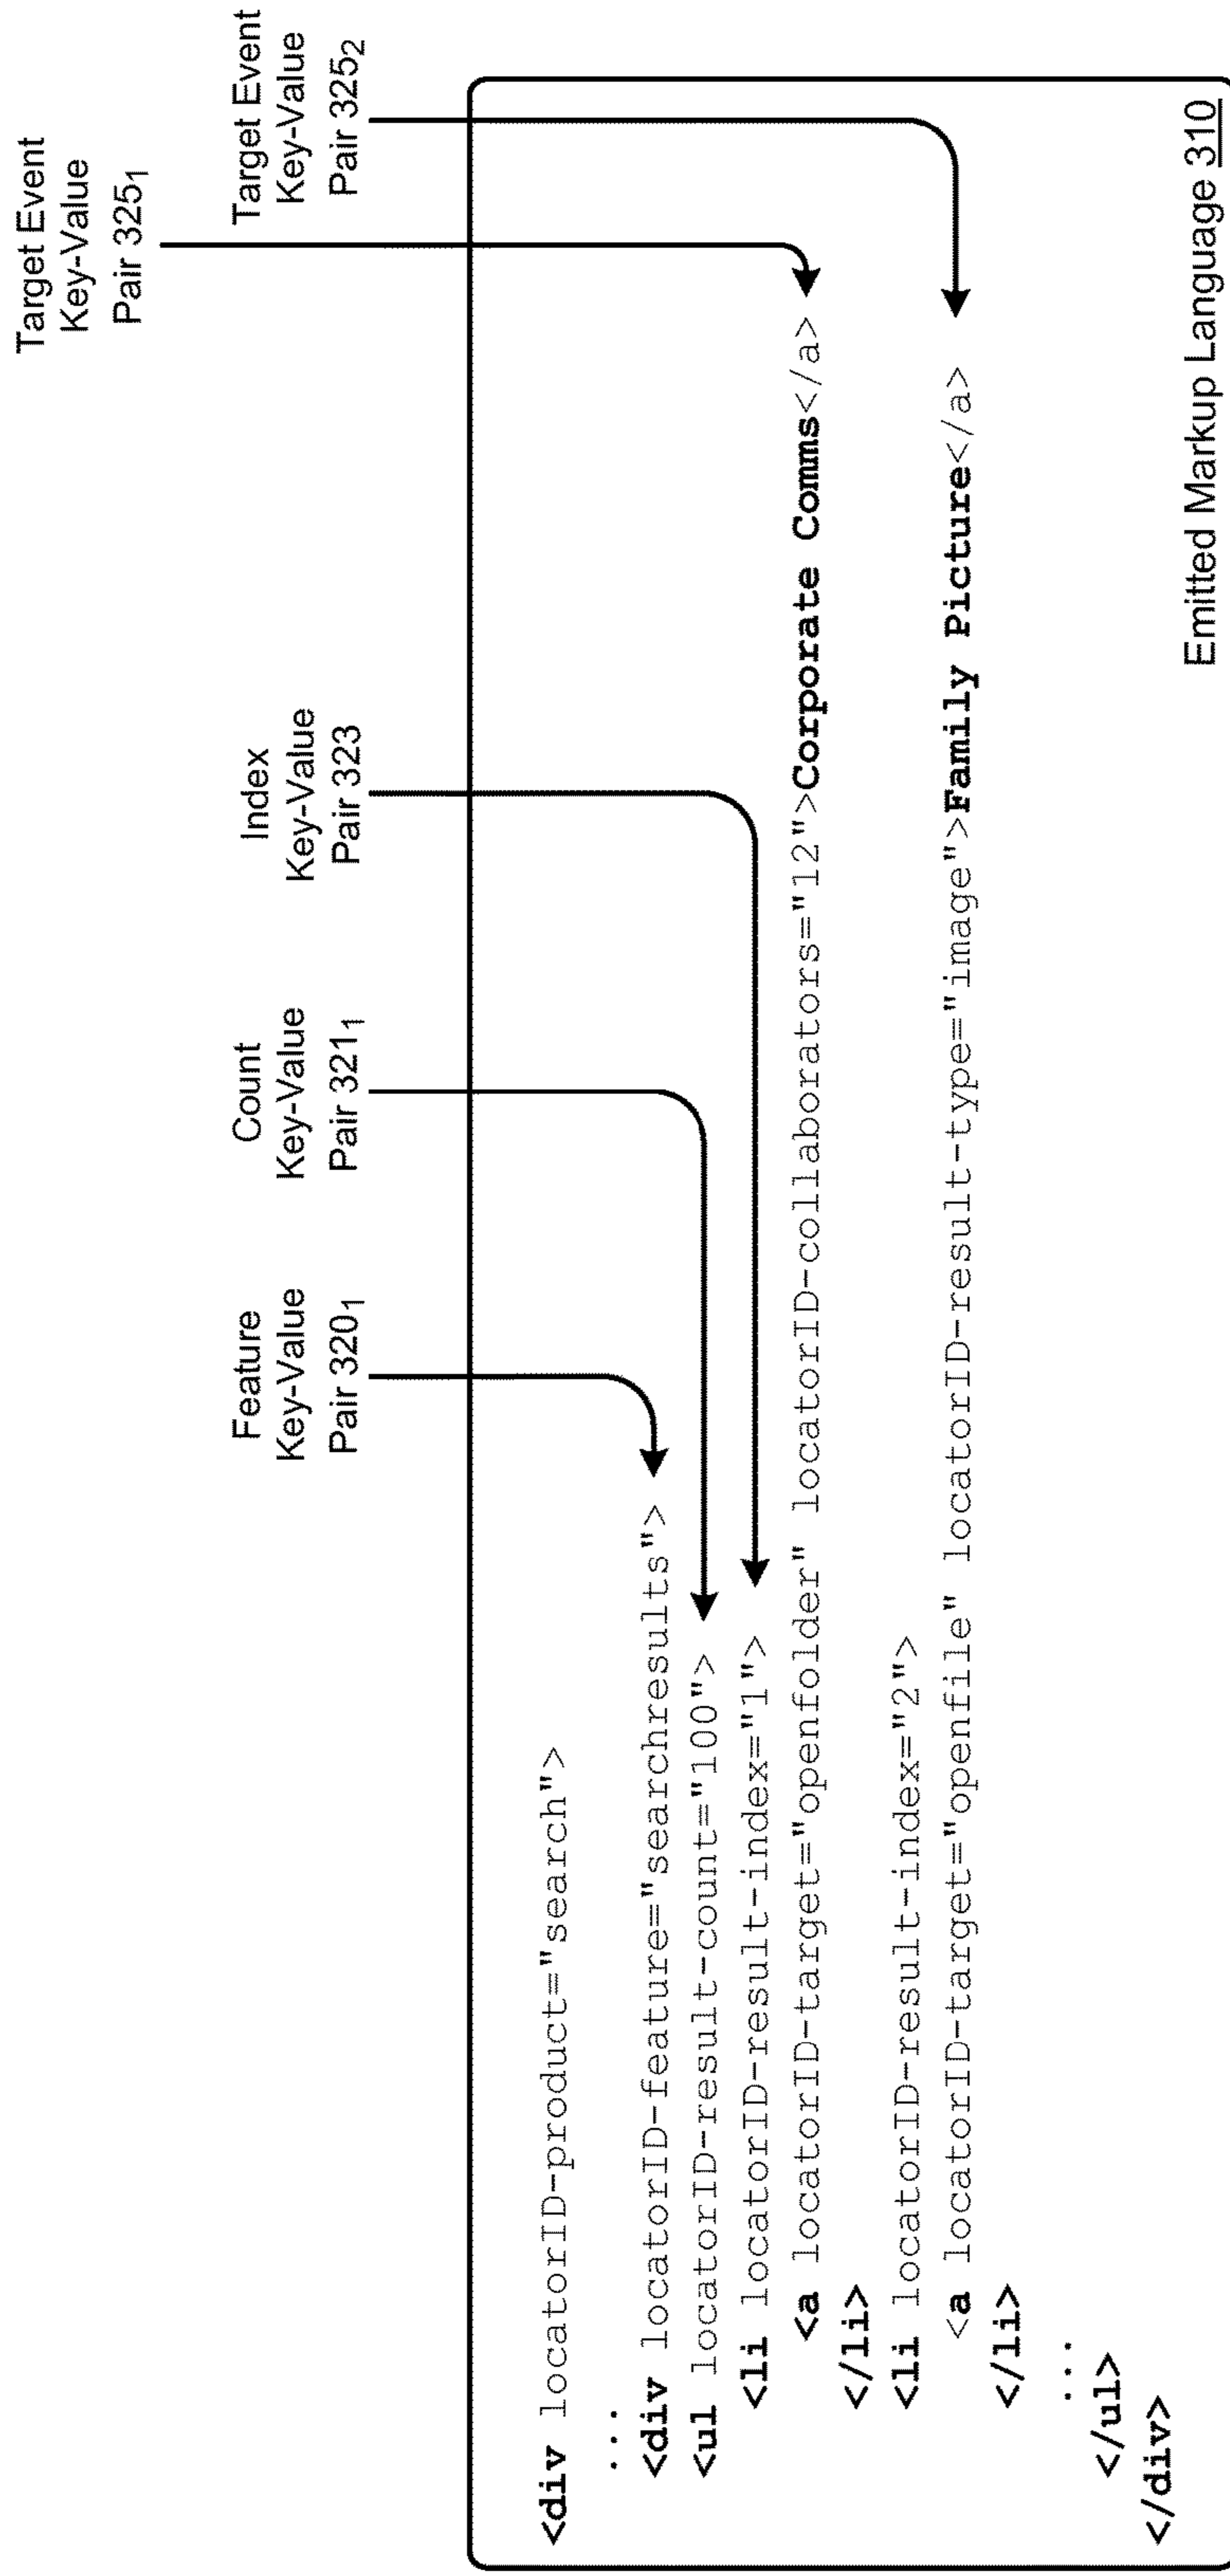 Target Event
Key-Value
Pair 325₁
Feature
Key-Value
Pair 320₁
Count
Key-Value
Pair 321₁
Index
Key-Value
Pair 323
Target Event
Key-Value
Pair 325₂
<div locatorID-product="search">
...
<div locatorID-feature="searchresults">
<ul locatorID-result-count="100">
<li locatorID-result-index="1">
<a locatorID-target="openfolder" locatorID-collaborators="12">Corporate Comms</a>
</li>
<li locatorID-result-index="2">
<a locatorID-target="openfile" locatorID-result-type="image">Family Picture</a>
</li>
...
</ul>
</div>
Emitted Markup Language 310